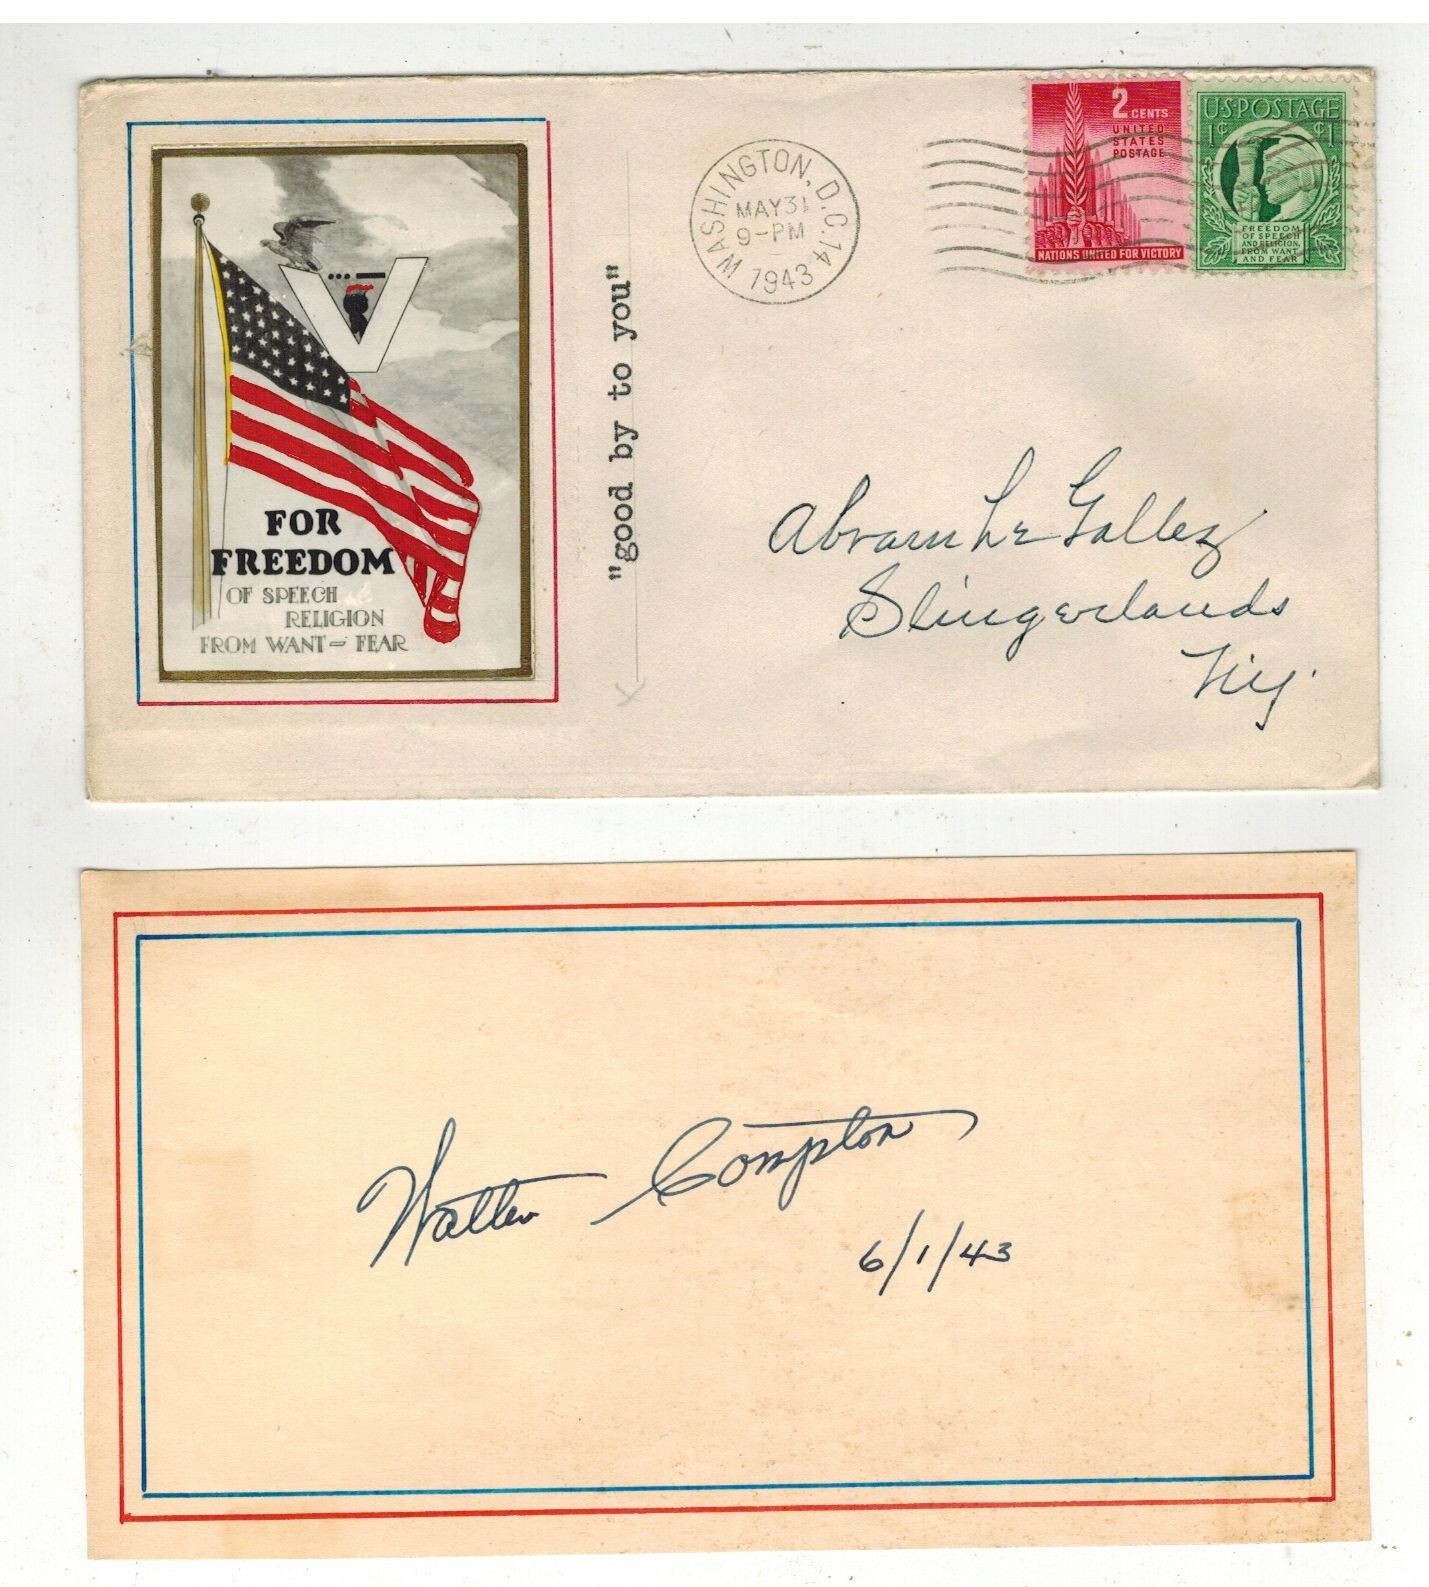 FOR
FREEDOM
OF SPEECH
RELIGION
FROM WANT - FEAR
"good by to you"
WASHINGTON, D.C. 14
MAY 31
9-PM
1943
2 CENTS
UNITED
STATES
POSTAGE
NATIONS UNITED FOR VICTORY
U.S. POSTAGE
1¢ ¢1
FREEDOM
OF SPEECH
AND RELIGION,
FROM WANT
AND FEAR
Abram Le Gallez
Slingerlands
N.Y.
Walter Compton
6/1/43